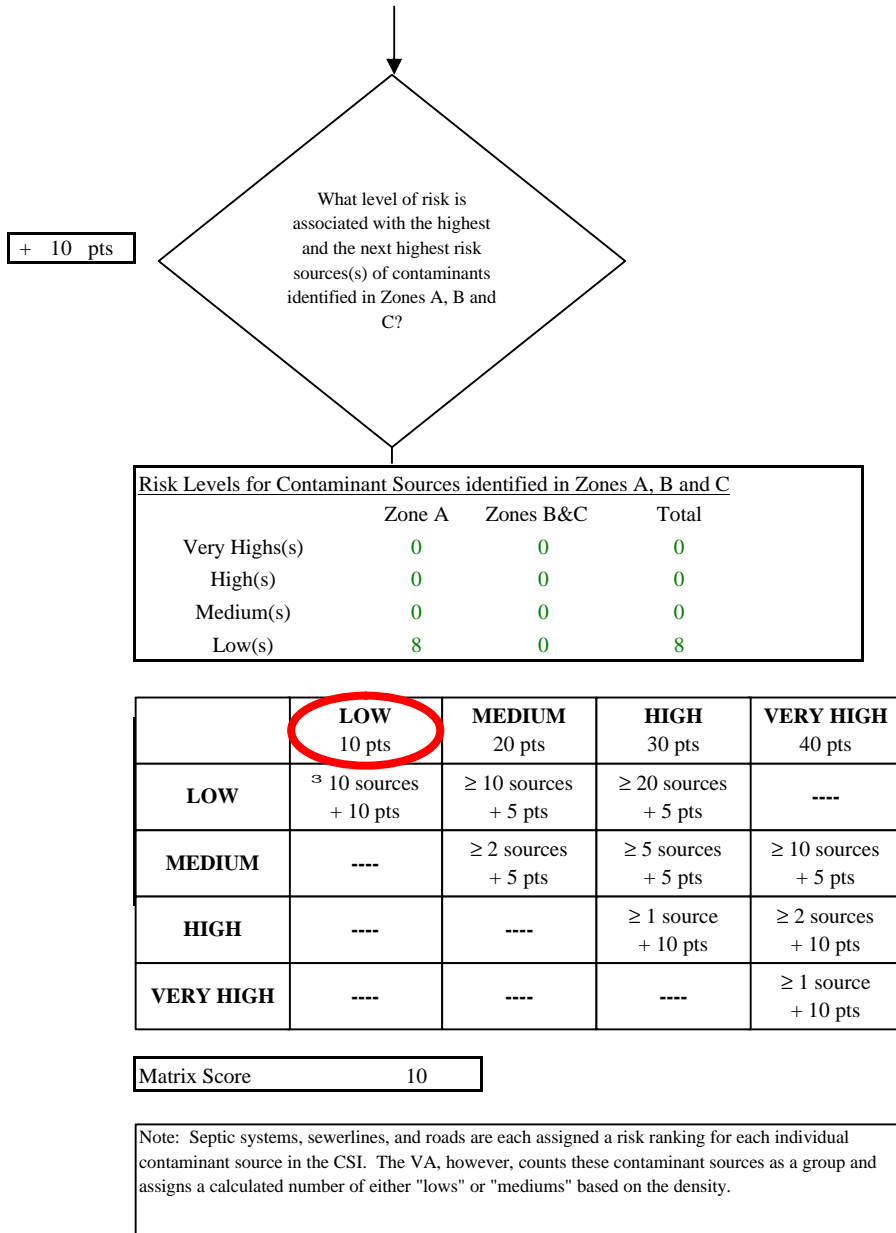 What level of risk is
associated with the highest
and the next highest risk
sources(s) of contaminants
identified in Zones A, B and
C?
+ 10 pts
Risk Levels for Contaminant Sources identified in Zones A, B and C
Zone A Zones B&C Total
Very Highs(s) 0 0 0
High(s) 0 0 0
Medium(s) 0 0 0
Low(s) 8 0 8
LOW MEDIUM HIGH VERY HIGH
10 pts 20 pts 30 pts 40 pts
LOW ³ 10 sources ≥ 10 sources ≥ 20 sources ----
+ 10 pts + 5 pts + 5 pts
MEDIUM ---- ≥ 2 sources ≥ 5 sources ≥ 10 sources
+ 5 pts + 5 pts + 5 pts
HIGH ---- ---- ≥ 1 source ≥ 2 sources
+ 10 pts + 10 pts
VERY HIGH ---- ---- ---- ≥ 1 source
+ 10 pts
Matrix Score 10
Note: Septic systems, sewerlines, and roads are each assigned a risk ranking for each individual
contaminant source in the CSI. The VA, however, counts these contaminant sources as a group and
assigns a calculated number of either "lows" or "mediums" based on the density.